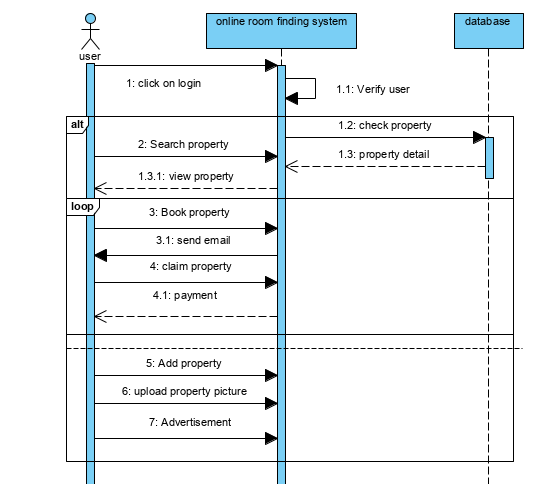 online room finding system
database
user
1: click on login
1.1: Verify user
alt
1.2: check property
2: Search property
1.3: property detail
1.3.1: view property
loop
3: Book property
3.1: send email
4: claim property
4.1: payment
5: Add property
6: upload property picture
7: Advertisement